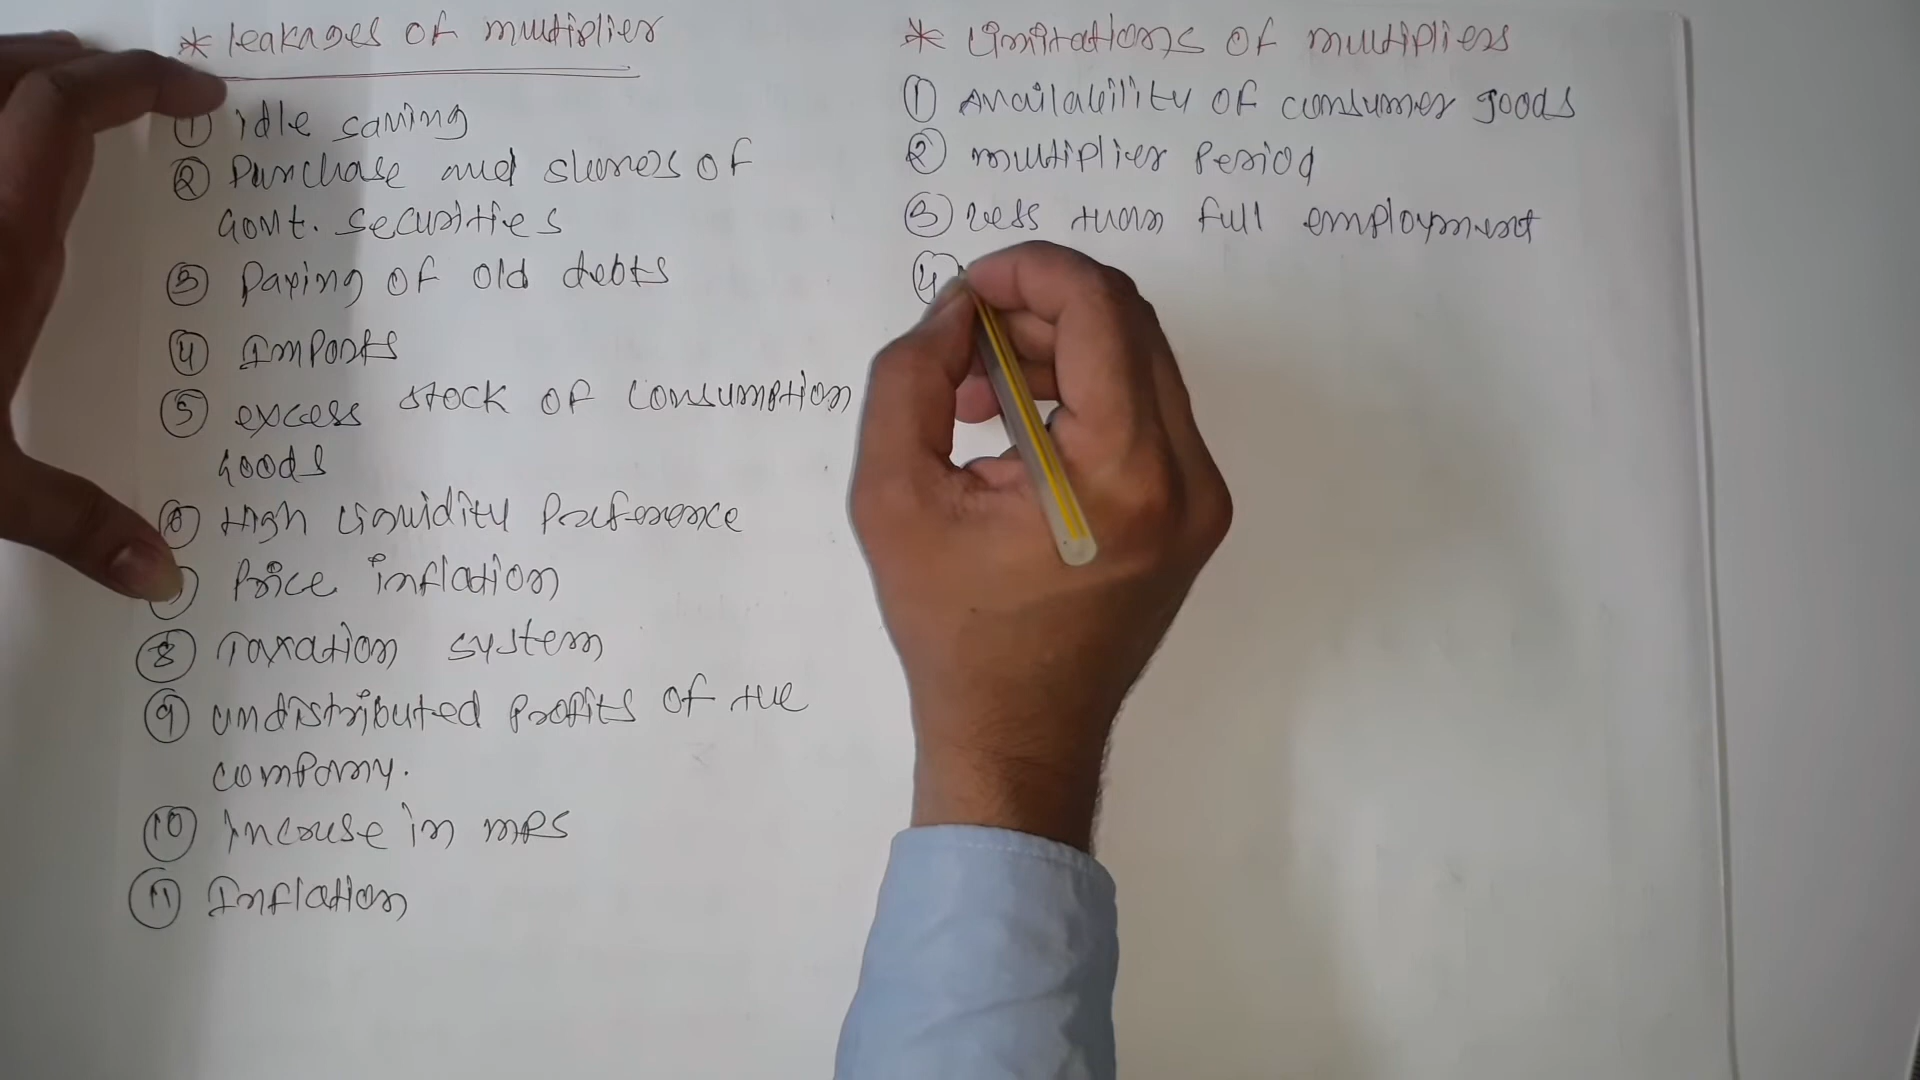 * leakages of multiplier
① idle saving
② Purchase and shares of
Govt. securities
③ Paying of old debts
④ Imports
⑤ excess stock of consumption
Goods
⑥ High liquidity Preference
⑦ Price inflation
⑧ Taxation system
⑨ undistributed profits of the
company.
⑩ increase in MPS
⑪ Inflation
* Limitations of multipliers
① Availability of consumer goods
② multiplier Period
③ less than full employment
④